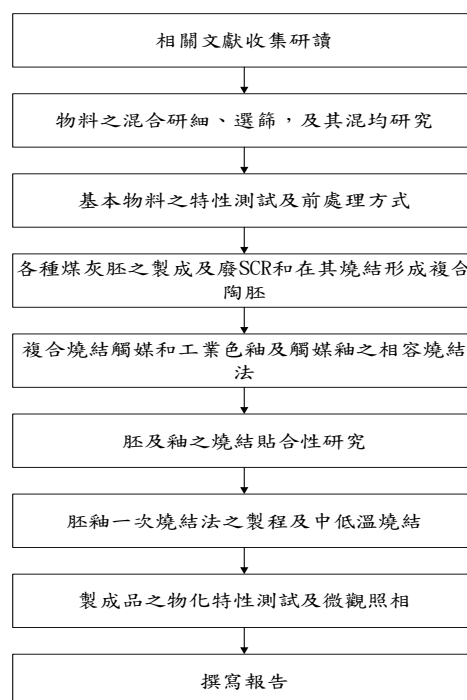 相關文獻收集研讀
物料之混合研細、選篩，及其混均研究
基本物料之特性測試及前處理方式
各種煤灰胚之製成及廢SCR和在其燒結形成複合
陶胚
複合燒結觸媒和工業色釉及觸媒釉之相容燒結
法
胚及釉之燒結貼合性研究
胚釉一次燒結法之製程及中低溫燒結
製成品之物化特性測試及微觀照相
撰寫報告